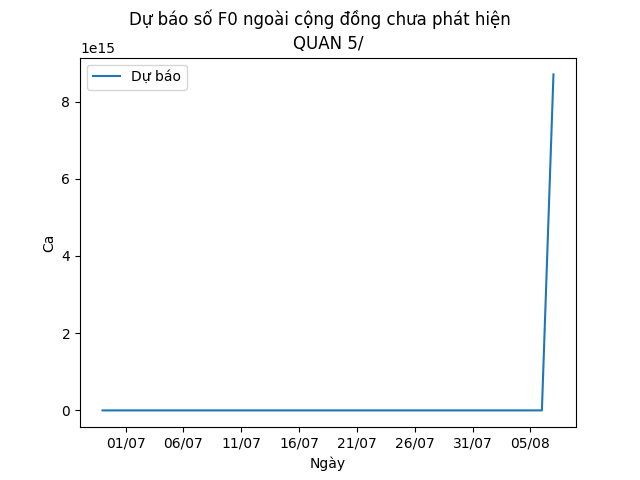 Dự báo số F0 ngoài cộng đồng chưa phát hiện
QUAN 5/
1e15
Dự báo
8
6
4
2
0
Ca
01/07 06/07 11/07 16/07 21/07 26/07 31/07 05/08
Ngày